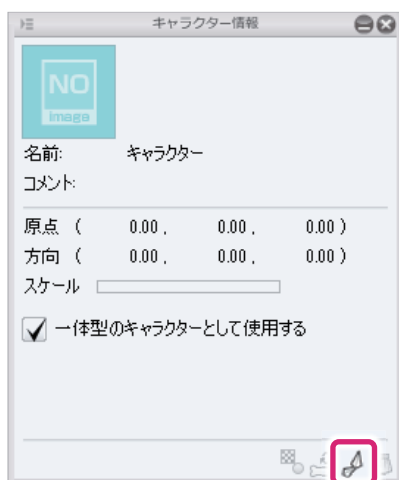 キャラクター情報
NO
image
名前: キャラクター
コメント:
原点 ( 0.00 , 0.00 , 0.00 )
方向 ( 0.00 , 0.00 , 0.00 )
スケール
一体型のキャラクターとして使用する